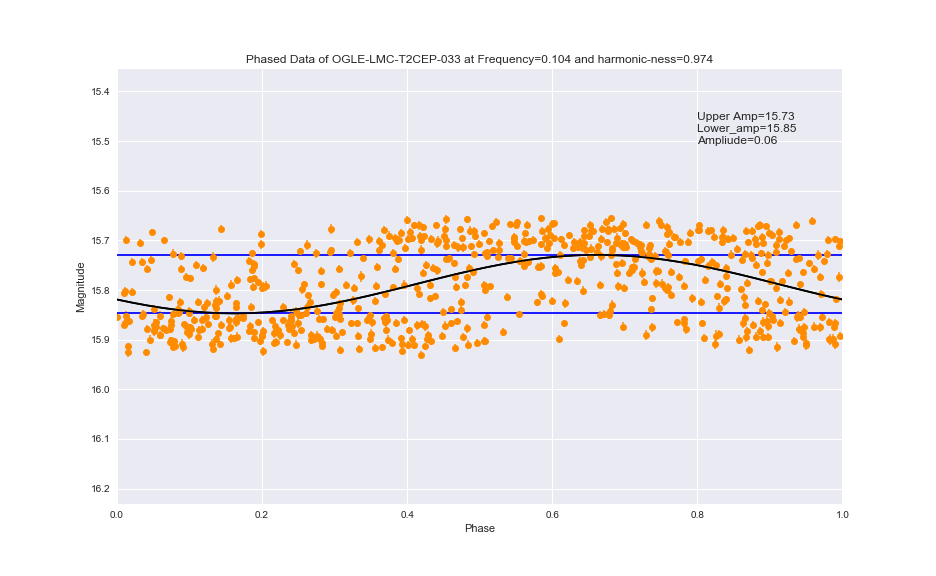 Phased Data of OGLE-LMC-T2CEP-033 at Frequency=0.104 and harmonic-ness=0.974
Upper Amp=15.73
Lower_amp=15.85
Ampliude=0.06
15.4
15.5
15.6
15.7
15.8
15.9
16.0
16.1
16.2
Magnitude
0.0 0.2 0.4 0.6 0.8 1.0
Phase